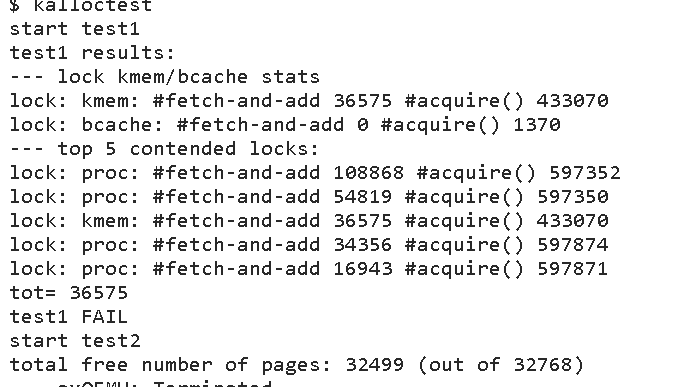 $ kalloctest
start test1
test1 results:
--- lock kmem/bcache stats
lock: kmem: #fetch-and-add 36575 #acquire() 433070
lock: bcache: #fetch-and-add 0 #acquire() 1370
--- top 5 contended locks:
lock: proc: #fetch-and-add 108868 #acquire() 597352
lock: proc: #fetch-and-add 54819 #acquire() 597350
lock: kmem: #fetch-and-add 36575 #acquire() 433070
lock: proc: #fetch-and-add 34356 #acquire() 597874
lock: proc: #fetch-and-add 16943 #acquire() 597871
tot= 36575
test1 FAIL
start test2
total free number of pages: 32499 (out of 32768)
QEMU: Terminated